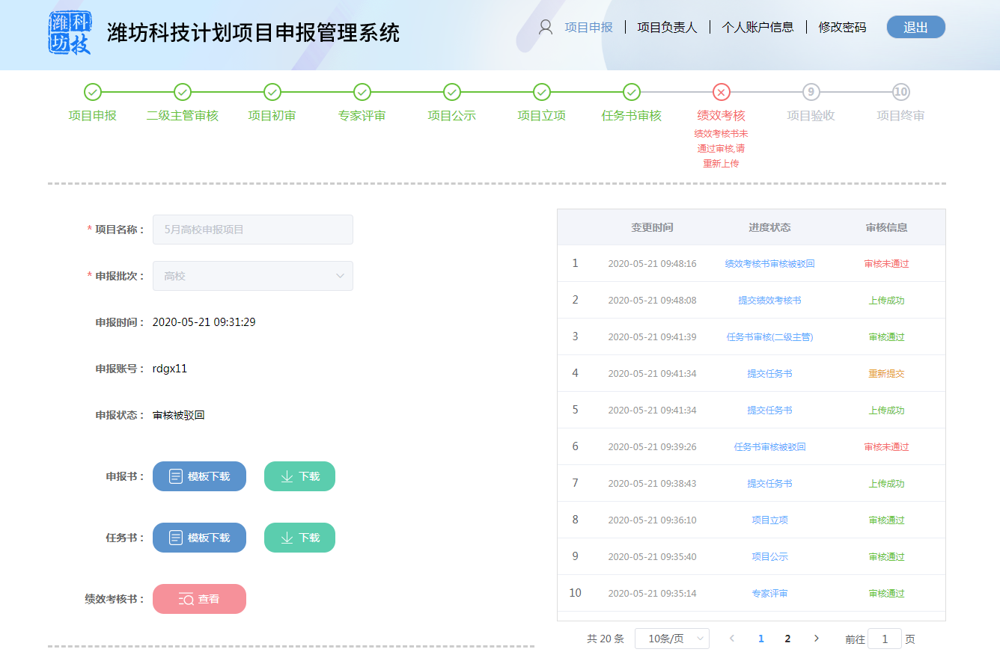 潍科
坊技
潍坊科技计划项目申报管理系统
项目申报 项目负责人 个人账户信息 修改密码 退出
9 10
项目申报 二级主管审核 项目初审 专家评审 项目公示 项目立项 任务书审核 绩效考核 项目验收 项目终审
绩效考核书未
通过审核,请
重新上传
* 项目名称： 5月高校申报项目
* 申报批次： 高校
申报时间： 2020-05-21 09:31:29
申报账号： rdgx11
申报状态： 审核被驳回
申报书： 模板下载 下载
任务书： 模板下载 下载
绩效考核书： 查看
变更时间 进度状态 审核信息
1 2020-05-21 09:48:16 绩效考核书审核被驳回 审核未通过
2 2020-05-21 09:48:08 提交绩效考核书 上传成功
3 2020-05-21 09:41:39 任务书审核(二级主管) 审核通过
4 2020-05-21 09:41:34 提交任务书 重新提交
5 2020-05-21 09:41:34 提交任务书 上传成功
6 2020-05-21 09:39:26 任务书审核被驳回 审核未通过
7 2020-05-21 09:38:43 提交任务书 上传成功
8 2020-05-21 09:36:10 项目立项 审核通过
9 2020-05-21 09:35:40 项目公示 审核通过
10 2020-05-21 09:35:14 专家评审 审核通过
共 20 条 10条/页 1 2 前往 1 页